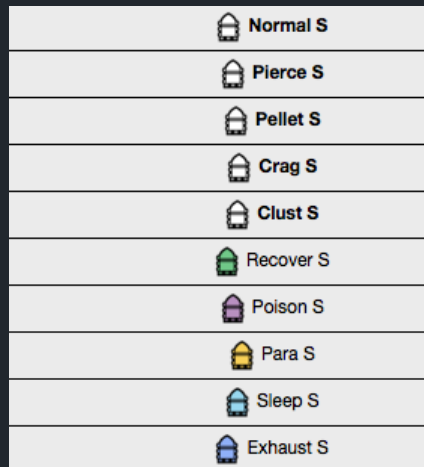 Normal S
Pierce S
Pellet S
Crag S
Clust S
Recover S
Poison S
Para S
Sleep S
Exhaust S